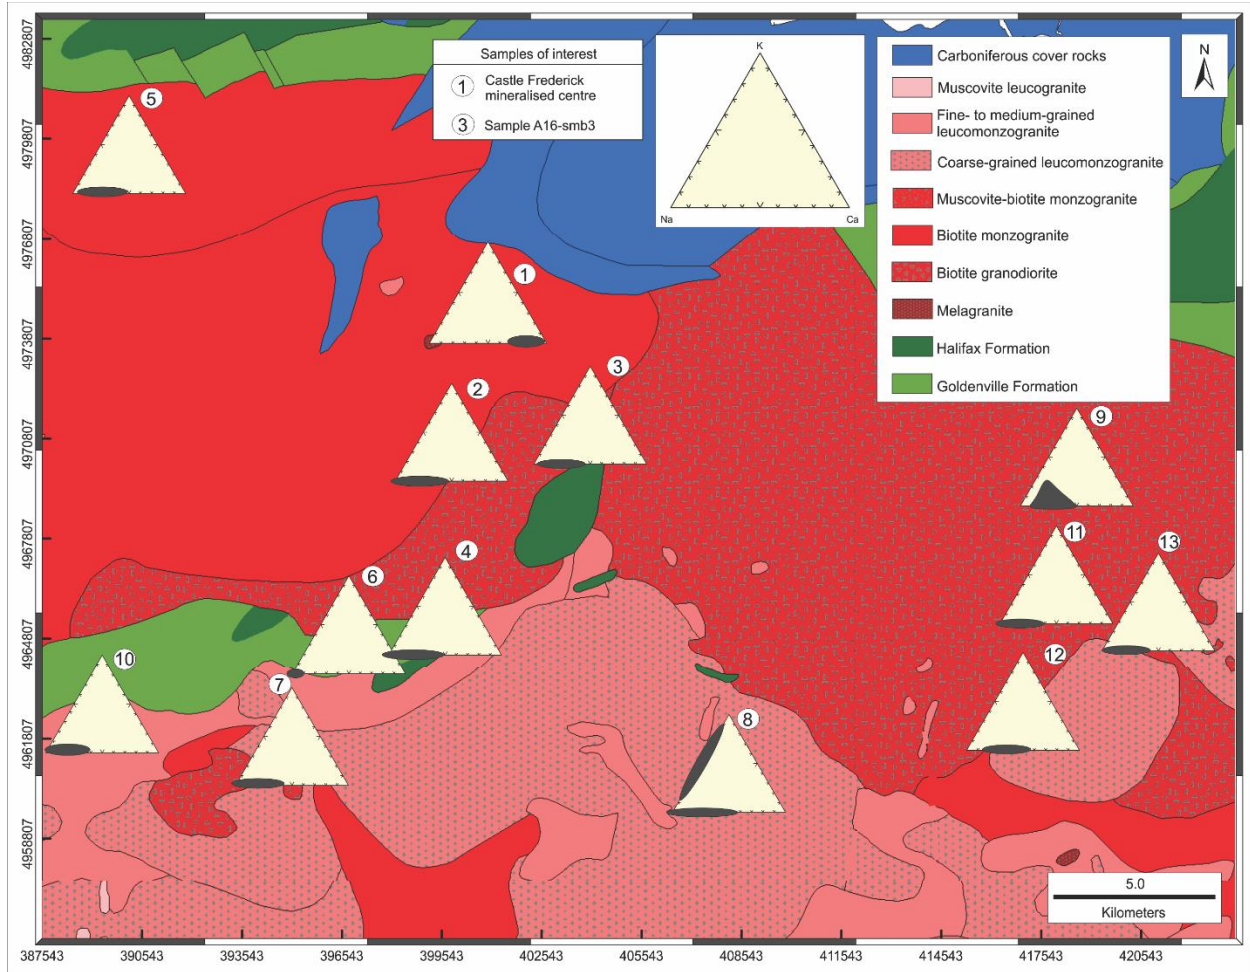 4982807
4979807
4976807
4973807
4970807
4967807
4964807
4961807
4958807
Samples of interest
1 Castle Frederick
mineralised centre
3 Sample A16-smb3
K
Na
Ca
Carboniferous cover rocks
Muscovite leucogranite
Fine- to medium-grained
leucomonzogranite
Coarse-grained leucomonzogranite
Muscovite-biotite monzogranite
Biotite monzogranite
Biotite granodiorite
Melagranite
Halifax Formation
Goldenville Formation
N
5
1
3
2
9
11
13
4
6
12
10
7
8
5.0
Kilometers
387543
390543
393543
396543
399543
402543
405543
408543
411543
414543
417543
420543